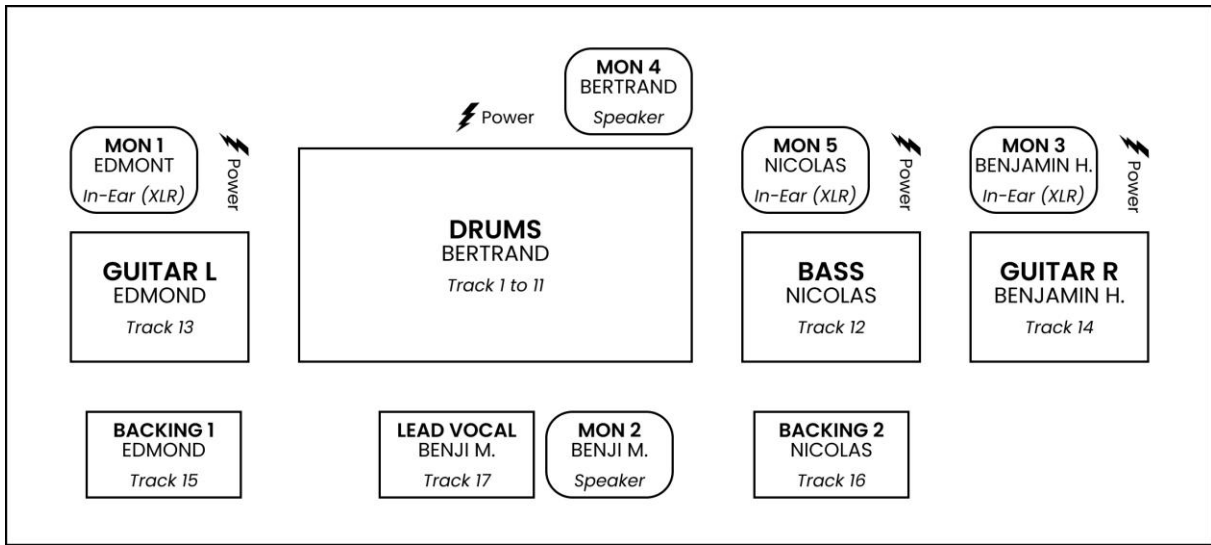 MON 4
BERTRAND
Speaker
Power
MON 1
EDMONT
In-Ear (XLR)
Power
MON 5
NICOLAS
In-Ear (XLR)
Power
MON 3
BENJAMIN H.
In-Ear (XLR)
Power
GUITAR L
EDMOND
Track 13
DRUMS
BERTRAND
Track 1 to 11
BASS
NICOLAS
Track 12
GUITAR R
BENJAMIN H.
Track 14
BACKING 1
EDMOND
Track 15
LEAD VOCAL
BENJI M.
Track 17
MON 2
BENJI M.
Speaker
BACKING 2
NICOLAS
Track 16